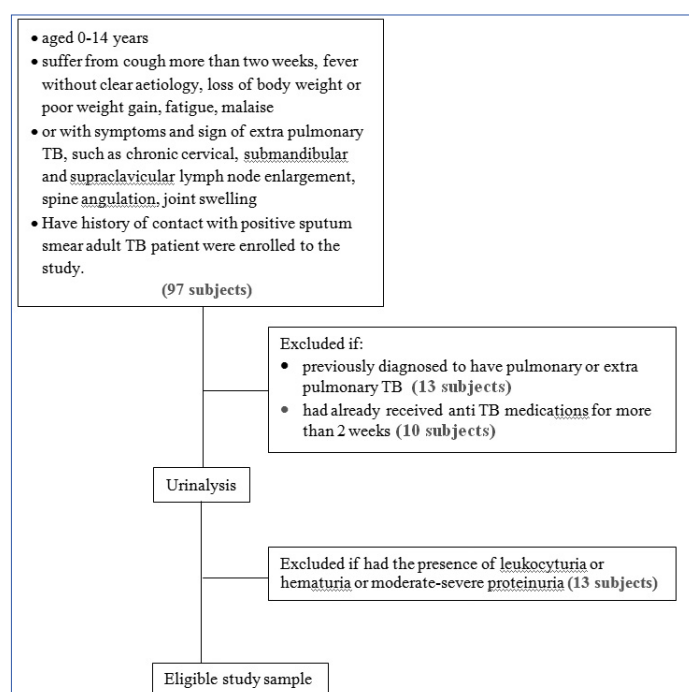 • aged 0-14 years
• suffer from cough more than two weeks, fever
without clear aetiology, loss of body weight or
poor weight gain, fatigue, malaise
• or with symptoms and sign of extra pulmonary
TB, such as chronic cervical, submandibular
and supraclavicular lymph node enlargement,
spine angulation, joint swelling
• Have history of contact with positive sputum
smear adult TB patient were enrolled to the
study.
(97 subjects)
Excluded if:
• previously diagnosed to have pulmonary or extra
pulmonary TB (13 subjects)
• had already received anti TB medications for more
than 2 weeks (10 subjects)
Urinalysis
Excluded if had the presence of leukocyturia or
hematuria or moderate-severe proteinuria (13 subjects)
Eligible study sample